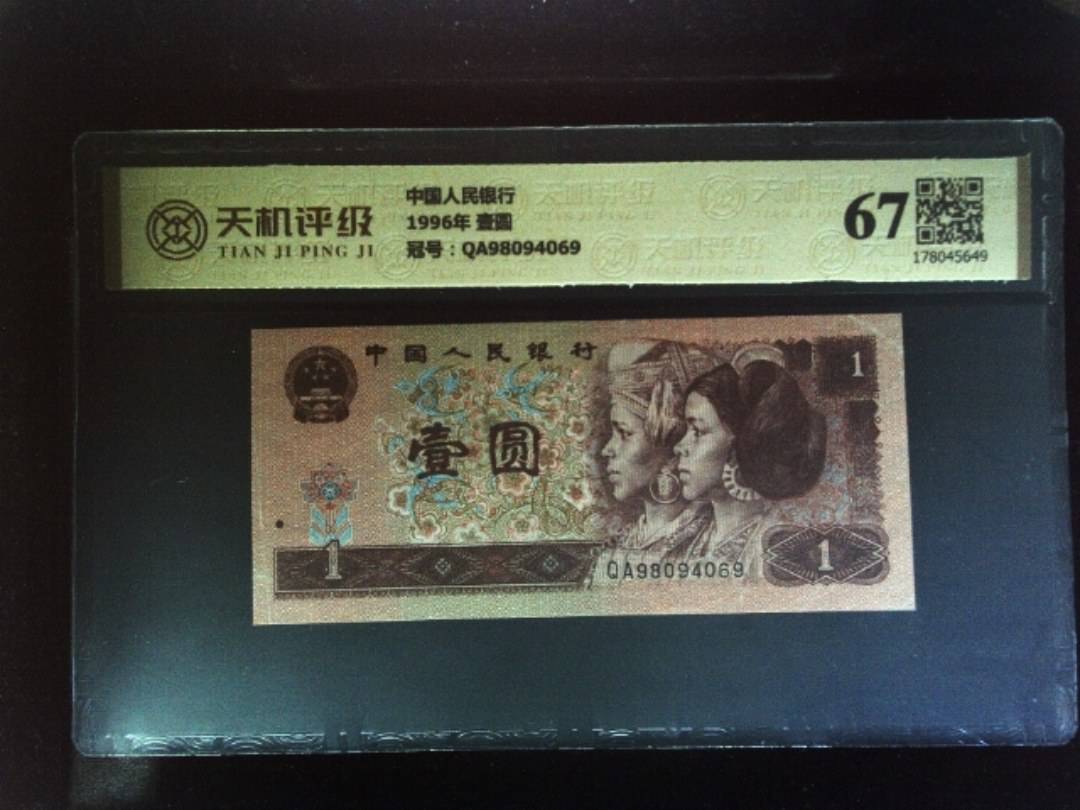 天机评级
TIAN JI PING JI
中国人民银行
1996年 壹圆
冠号：QA98094069
67
178045649
中国人民银行
1
壹圆
1
QA98094069
1